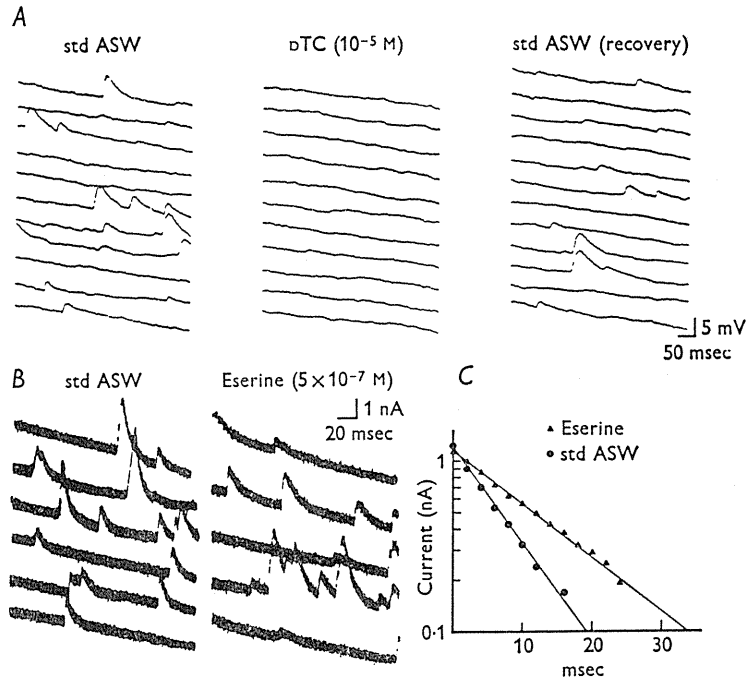 A
std ASW
DTC (10⁻⁵ M)
std ASW (recovery)
5 mV
50 msec
B
std ASW
Eserine (5×10⁻⁷ M)
1 nA
20 msec
C
▲ Eserine
std ASW
Current (nA)
1
0·1
10
20
30
msec